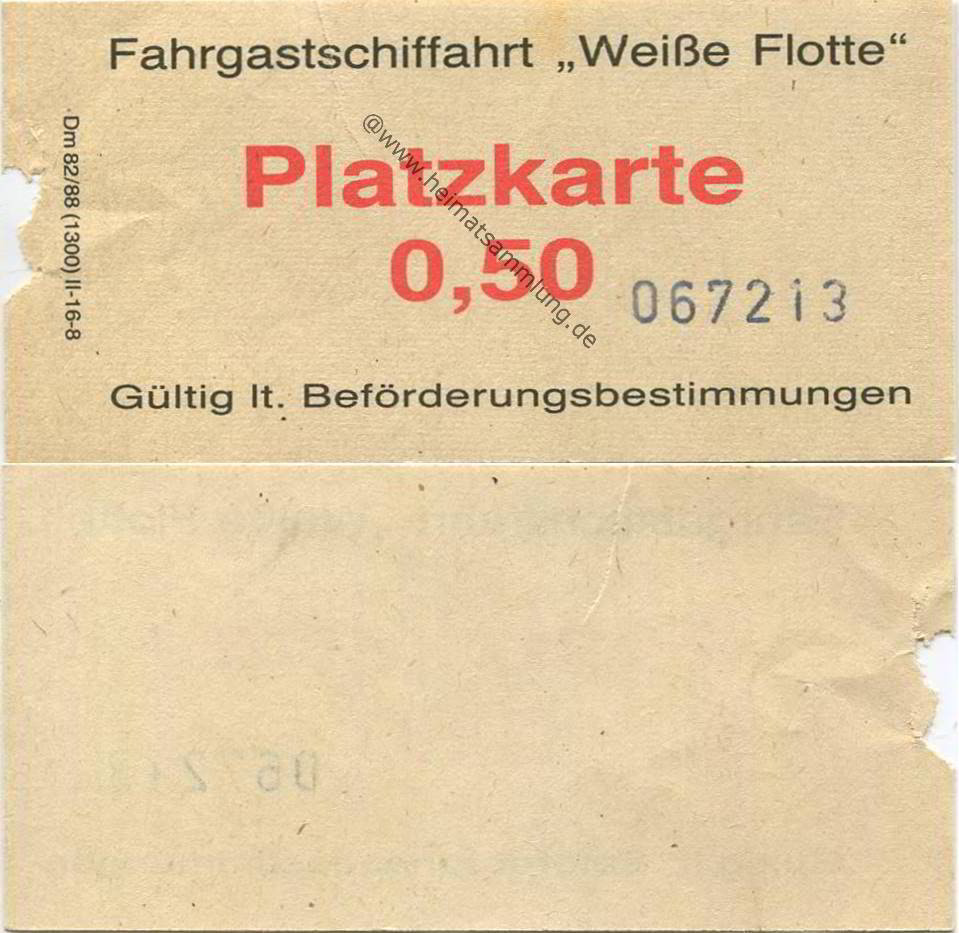 Fahrgastschiffahrt „Weiße Flotte“
Dm 82/88 (1300) II-16-8
Platzkarte
0,50
067213
Gültig lt. Beförderungsbestimmungen
@www.heimatsammlung.de